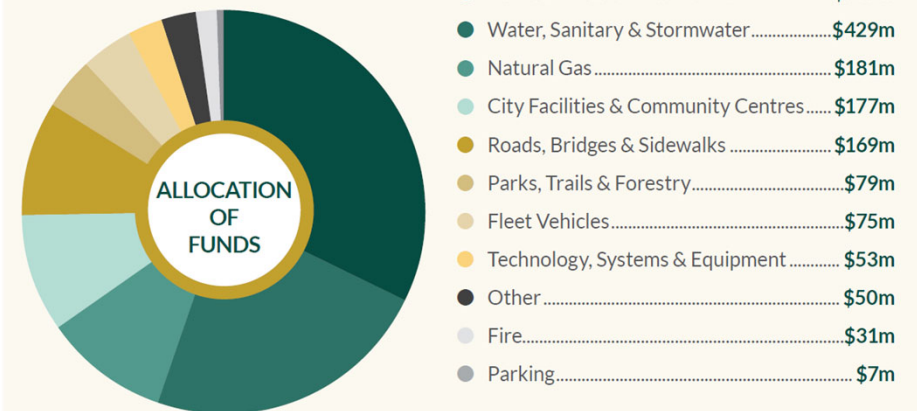 ALLOCATION
OF
FUNDS
Water, Sanitary & Stormwater....................$429m
Natural Gas.......................................................$181m
City Facilities & Community Centres......$177m
Roads, Bridges & Sidewalks ..........................$169m
Parks, Trails & Forestry...................................$79m
Fleet Vehicles.....................................................$75m
Technology, Systems & Equipment ............ $53m
Other.................................................................... $50m
Fire.........................................................................$31m
Parking.................................................................... $7m